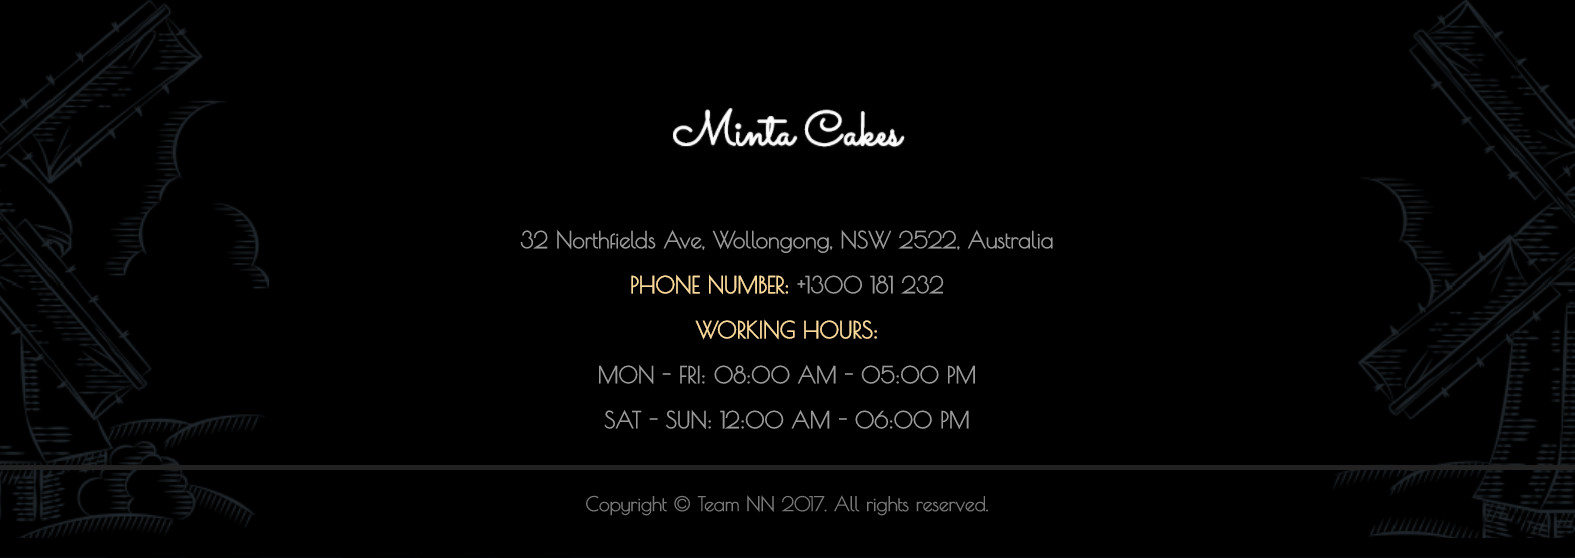 Minta Cakes
32 Northfields Ave, Wollongong, NSW 2522, Australia
PHONE NUMBER: +1300 181 232
WORKING HOURS:
MON - FRI: 08:00 AM - 05:00 PM
SAT - SUN: 12:00 AM - 06:00 PM
Copyright © Team NN 2017. All rights reserved.